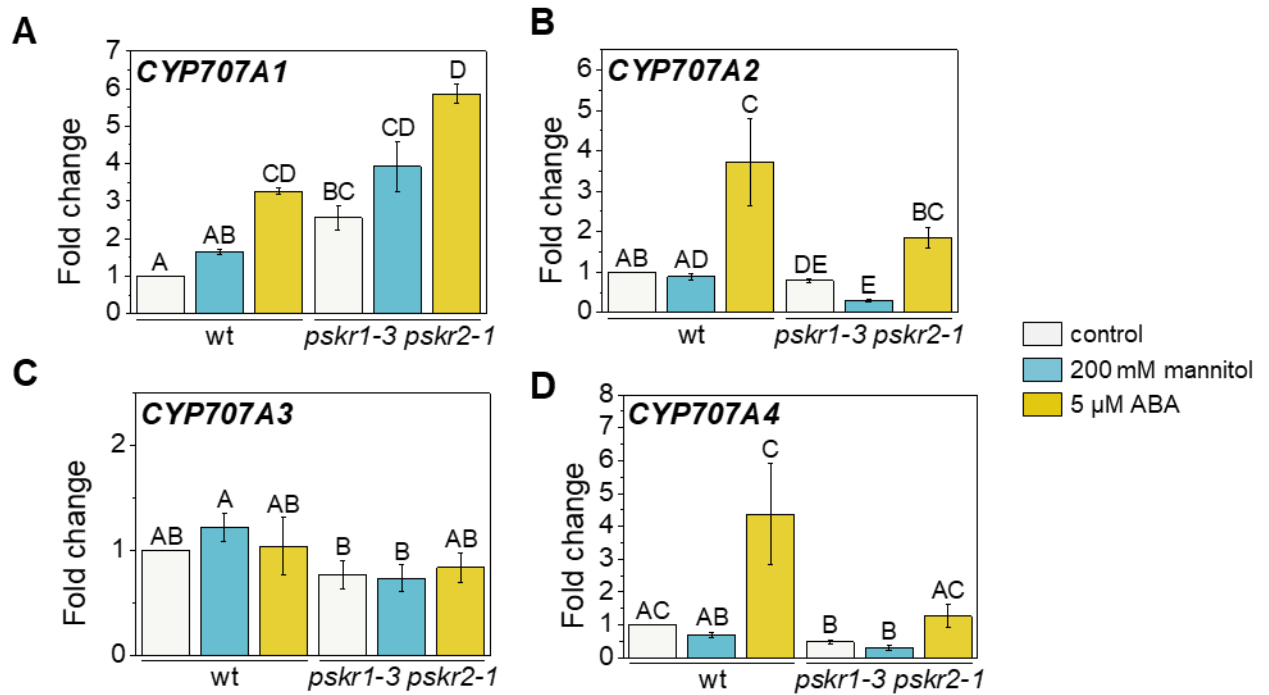 A
CYP707A1
Fold change
7
6
5
4
3
2
1
0
A
AB
CD
BC
CD
D
wt
pskr1-3 pskr2-1
B
CYP707A2
Fold change
6
5
4
3
2
1
0
AB
AD
C
DE
E
BC
wt
pskr1-3 pskr2-1
control
200 mM mannitol
5 µM ABA
C
CYP707A3
Fold change
2
1
0
AB
A
AB
B
B
AB
wt
pskr1-3 pskr2-1
D
CYP707A4
Fold change
8
7
6
5
4
3
2
1
0
AC
AB
C
B
B
AC
wt
pskr1-3 pskr2-1